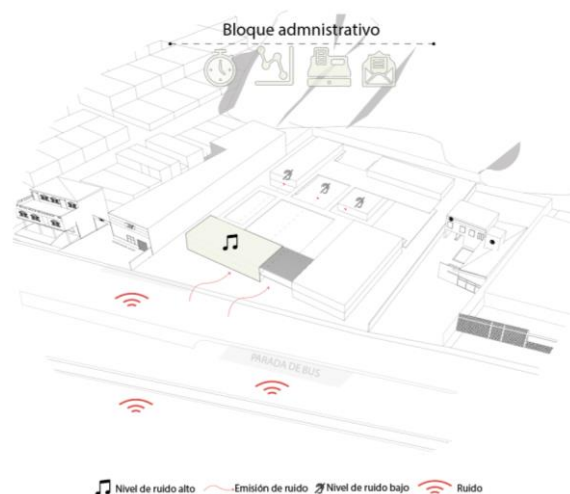 Bloque admnistrativo
PARADA DE BUS
Nivel de ruido alto
Emisión de ruido
Nivel de ruido bajo
Ruido